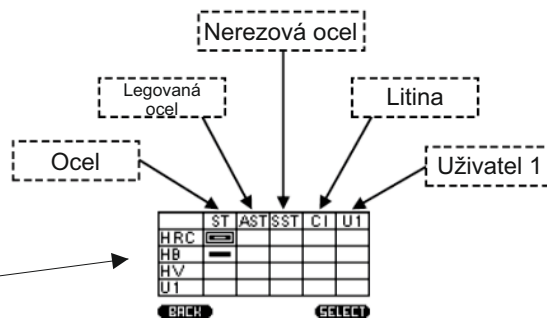 Nerezová ocel
Legovaná
ocel
Litina
Ocel
Uživatel 1
ST AST SST CI U1
HRC
HB
HV
U1
BACK SELECT